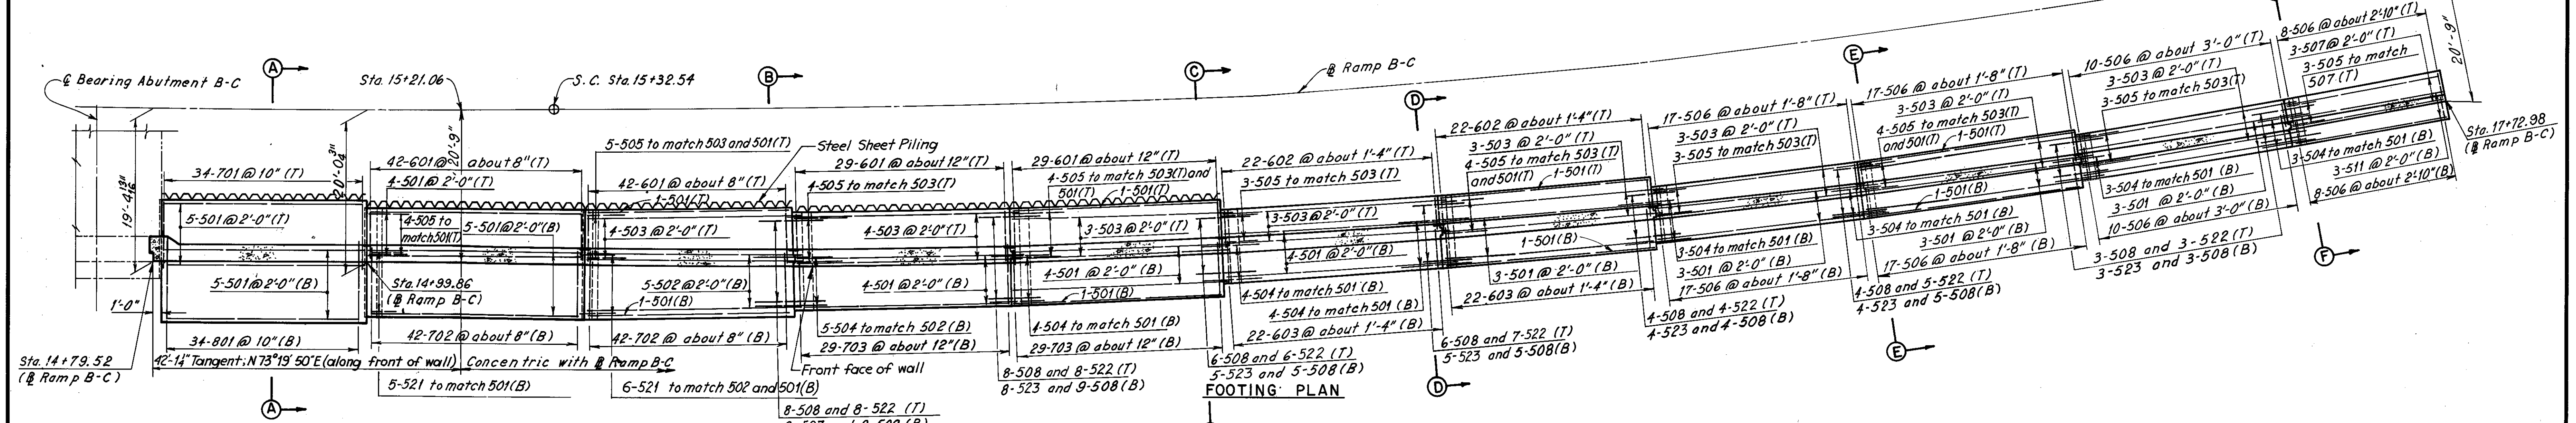 ℄ Bearing Abutment B-C
A
Sta. 15+21.06
S.C. Sta. 15+32.54
B
C
℞ Ramp B-C
D
E
20'-9"
19'-4 13/16"
20'-0 3/4"
20'-9"
34-701 @ 10" (T)
5-501 @ 2'-0" (T)
5-501 @ 2'-0" (B)
34-801 @ 10" (B)
1'-0"
Sta. 14+79.52
(℞ Ramp B-C)
42'-1¼" Tangent; N 73° 19' 50" E (along front of wall)
Concentric with ℞ Ramp B-C
A
42-601 @ about 8" (T)
4-501 @ 2'-0" (T)
4-505 to
match 501(T)
5-501 @ 2'-0" (B)
Sta. 14+99.86
(℞ Ramp B-C)
42-702 @ about 8" (B)
5-521 to match 501(B)
5-505 to match 503 and 501(T)
42-601 @ about 8" (T)
1-501(T)
4-503 @ 2'-0" (T)
5-502 @ 2'-0" (B)
1-501(B)
42-702 @ about 8" (B)
6-521 to match 502 and 501(B)
8-508 and 8-522 (T)
Steel Sheet Piling
29-601 @ about 12" (T)
4-505 to match 503(T)
4-503 @ 2'-0" (T)
4-501 @ 2'-0" (B)
5-504 to match 502 (B)
29-703 @ about 12" (B)
Front face of wall
8-508 and 8-522 (T)
8-523 and 9-508 (B)
29-601 @ about 12" (T)
4-505 to match 503(T) and
501(T)
1-501(T)
3-503 @ 2'-0" (T)
4-501 @ 2'-0" (B)
1-501(B)
4-504 to match 501 (B)
29-703 @ about 12" (B)
6-508 and 6-522 (T)
5-523 and 5-508 (B)
FOOTING PLAN
22-602 @ about 1'-4" (T)
3-505 to match 503 (T)
3-503 @ 2'-0" (T)
4-501 @ 2'-0" (B)
4-504 to match 501 (B)
4-504 to match 501 (B)
22-603 @ about 1'-4" (B)
6-508 and 7-522 (T)
5-523 and 5-508 (B)
D
22-602 @ about 1'-4" (T)
3-503 @ 2'-0" (T)
4-505 to match 503 (T)
and 501(T)
1-501(T)
1-501(B)
3-501 @ 2'-0" (B)
22-603 @ about 1'-4" (B)
4-508 and 4-522 (T)
4-523 and 4-508 (B)
17-506 @ about 1'-8" (T)
3-503 @ 2'-0" (T)
3-505 to match 503(T)
3-504 to match 501 (B)
3-501 @ 2'-0" (B)
17-506 @ about 1'-8" (B)
4-508 and 5-522 (T)
4-523 and 5-508 (B)
E
17-506 @ about 1'-8" (T)
3-503 @ 2'-0" (T)
4-505 to match 503(T)
and 501(T)
1-501(T)
1-501(B)
3-504 to match 501 (B)
3-501 @ 2'-0" (B)
17-506 @ about 1'-8" (B)
3-508 and 3-522 (T)
3-523 and 3-508 (B)
10-506 @ about 3'-0" (T)
3-503 @ 2'-0" (T)
3-505 to match 503(T)
3-504 to match 501 (B)
3-501 @ 2'-0" (B)
10-506 @ about 3'-0" (B)
8-506 @ about 2'-10" (T)
3-507 @ 2'-0" (T)
3-505 to match
507 (T)
3-504 to match 501 (B)
3-511 @ 2'-0" (B)
8-506 @ about 2'-10" (B)
Sta. 17+72.98
(℞ Ramp B-C)
F